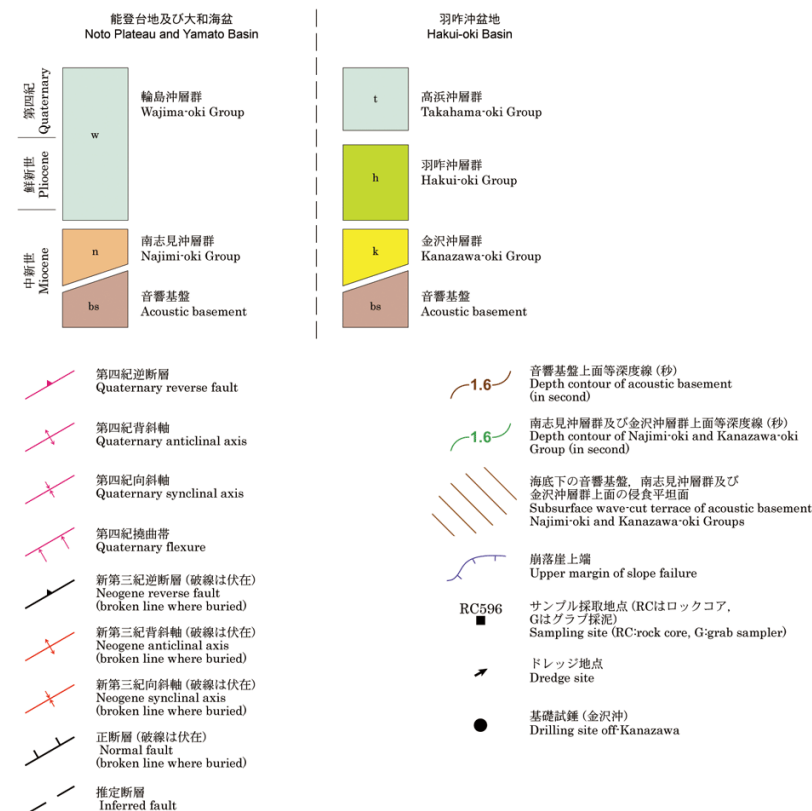 能登台地及び大和海盆
Noto Plateau and Yamato Basin
羽咋沖盆地
Hakui-oki Basin
第四紀
Quaternary
鮮新世
Pliocene
中新世
Miocene
w
輪島沖層群
Wajima-oki Group
n
南志見沖層群
Najimi-oki Group
bs
音響基盤
Acoustic basement
t
高浜沖層群
Takahama-oki Group
h
羽咋沖層群
Hakui-oki Group
k
金沢沖層群
Kanazawa-oki Group
bs
音響基盤
Acoustic basement
第四紀逆断層
Quaternary reverse fault
第四紀背斜軸
Quaternary anticlinal axis
第四紀向斜軸
Quaternary synclinal axis
第四紀撓曲帯
Quaternary flexure
新第三紀逆断層 (破線は伏在)
Neogene reverse fault
(broken line where buried)
新第三紀背斜軸 (破線は伏在)
Neogene anticlinal axis
(broken line where buried)
新第三紀向斜軸 (破線は伏在)
Neogene synclinal axis
(broken line where buried)
正断層 (破線は伏在)
Normal fault
(broken line where buried)
推定断層
Inferred fault
1.6
音響基盤上面等深度線 (秒)
Depth contour of acoustic basement
(in second)
1.6
南志見沖層群及び金沢沖層群上面等深度線 (秒)
Depth contour of Najimi-oki and Kanazawa-oki
Group (in second)
海底下の音響基盤，南志見沖層群及び
金沢沖層群上面の侵食平坦面
Subsurface wave-cut terrace of acoustic basement
Najimi-oki and Kanazawa-oki Groups
崩落崖上端
Upper margin of slope failure
RC596
サンプル採取地点 (RCはロックコア，
Gはグラブ採泥)
Sampling site (RC:rock core, G:grab sampler)
ドレッジ地点
Dredge site
基礎試錘 (金沢沖)
Drilling site off-Kanazawa